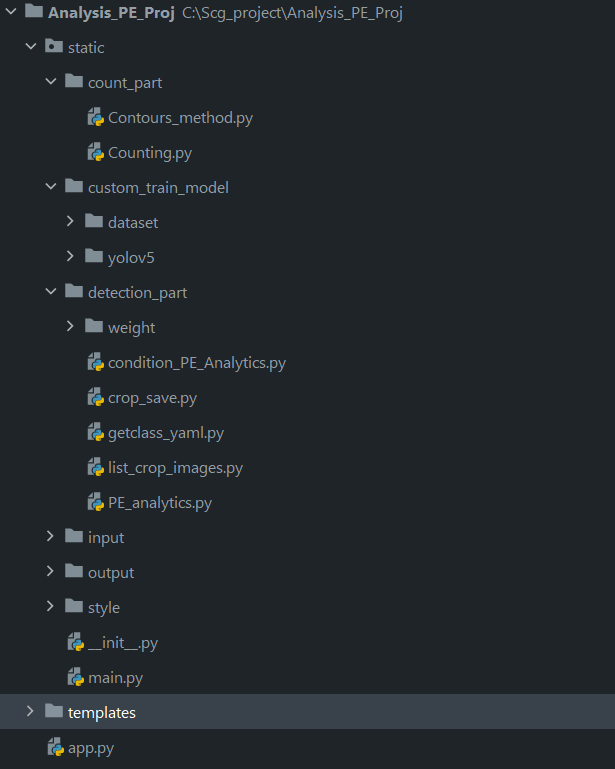 Analysis_PE_Proj C:\Scg_project\Analysis_PE_Proj
static
count_part
Contours_method.py
Counting.py
custom_train_model
dataset
yolov5
detection_part
weight
condition_PE_Analytics.py
crop_save.py
getclass_yaml.py
list_crop_images.py
PE_analytics.py
input
output
style
__init__.py
main.py
templates
app.py